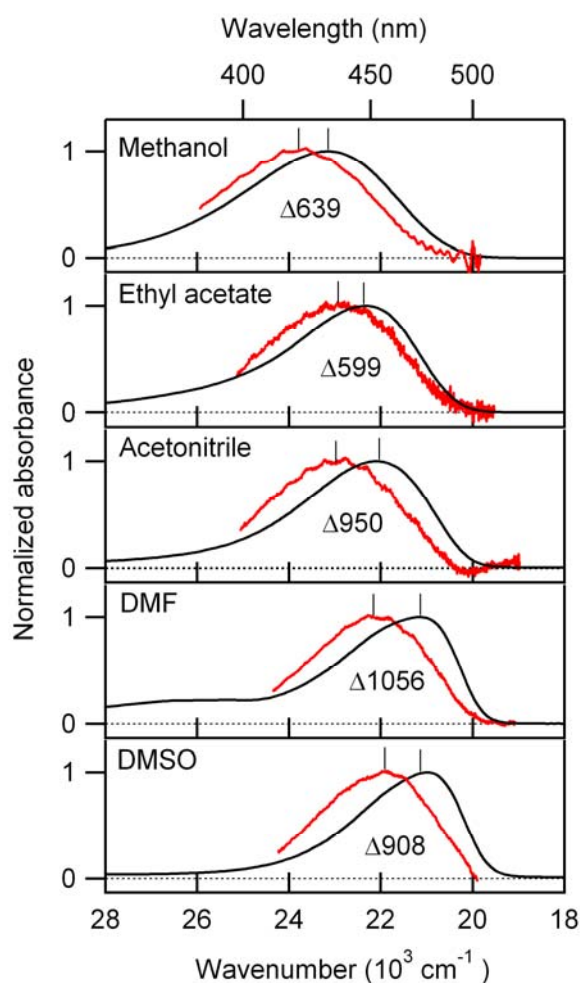 Wavelength (nm)
400 450 500
Methanol
1
Δ639
0
Ethyl acetate
1
Δ599
0
Acetonitrile
1
Δ950
0
DMF
1
Δ1056
0
DMSO
1
Δ908
0
Normalized absorbance
28 26 24 22 20 18
Wavenumber (10³ cm⁻¹)